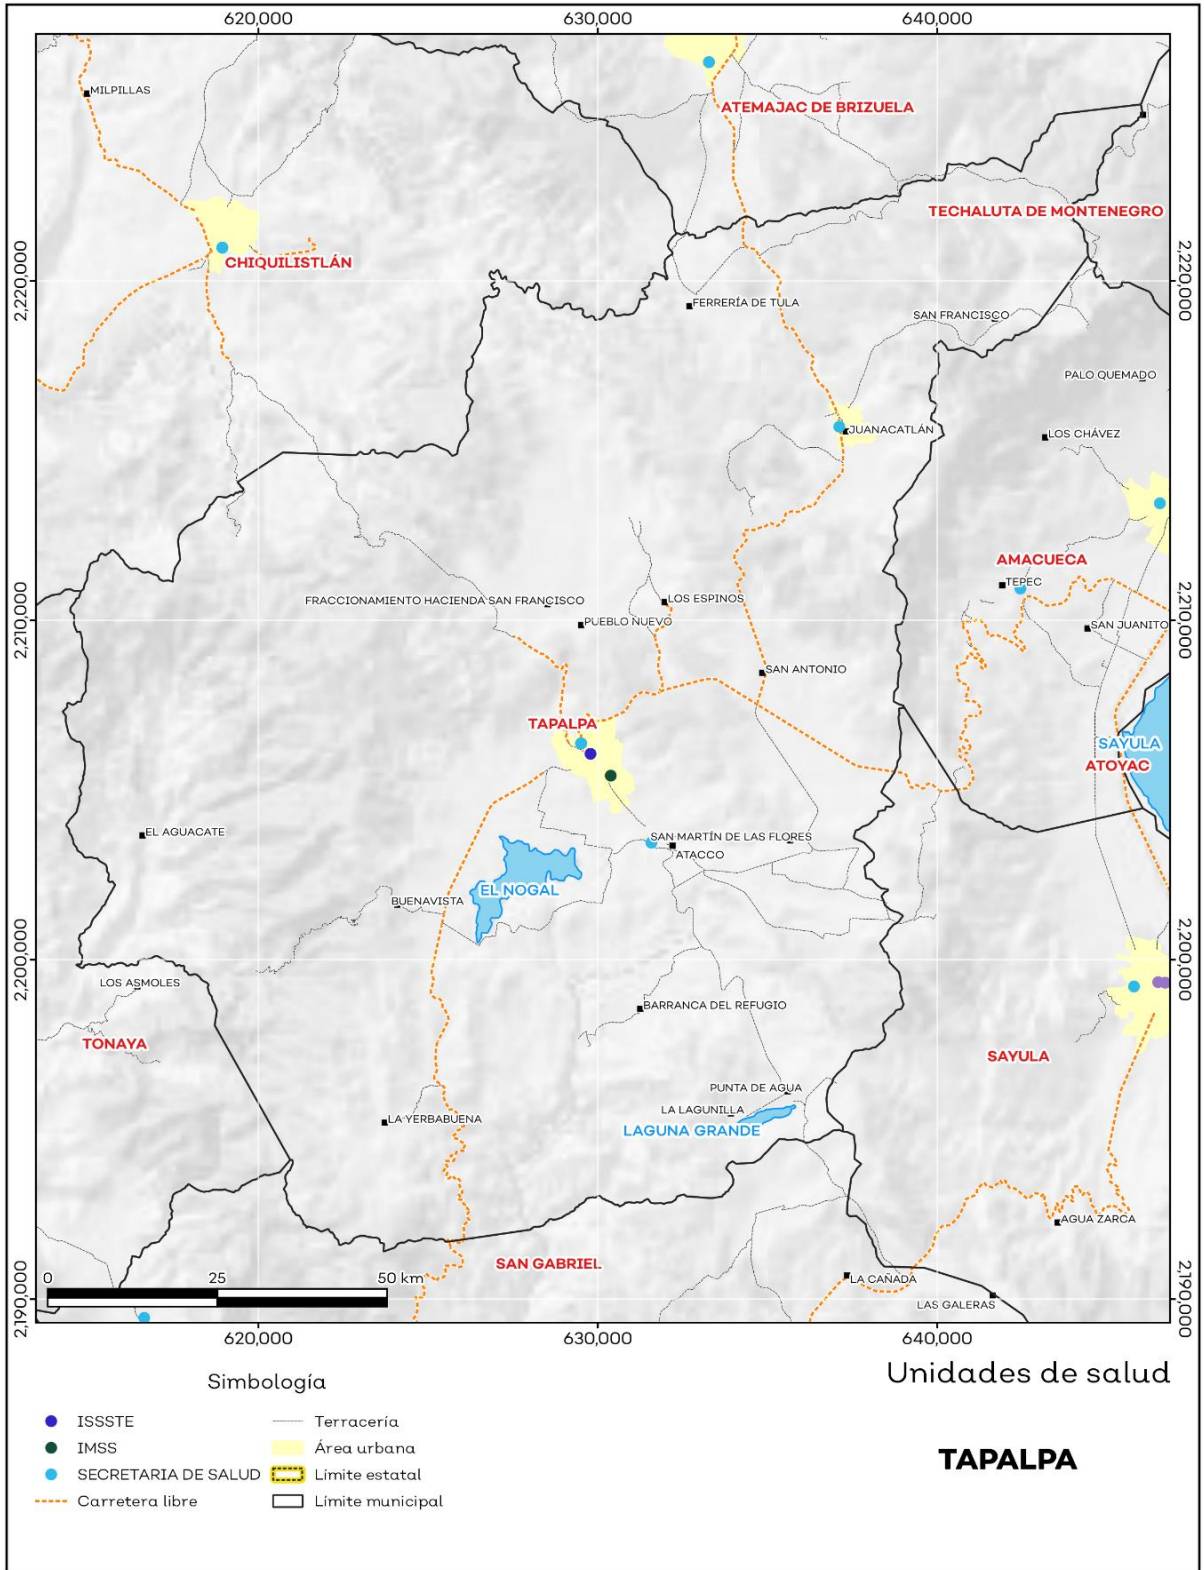 620,000
630,000
640,000
MILPILLAS
ATEMAJAC DE BRIZUELA
TECHALUTA DE MONTENEGRO
CHIQUILISTLÁN
2,220,000
2,220,000
FERRERÍA DE TULA
SAN FRANCISCO
PALO QUEMADO
JUANACATLÁN
LOS CHÁVEZ
AMACUECA
TEPEC
FRACCIONAMIENTO HACIENDA SAN FRANCISCO
LOS ESPINOS
PUEBLO NUEVO
SAN JUANITO
2,210,000
2,210,000
SAN ANTONIO
TAPALPA
SAYULA
ATOYAC
EL AGUACATE
SAN MARTÍN DE LAS FLORES
ATACCO
EL NOGAL
BUENAVISTA
2,200,000
2,200,000
LOS ASMOLES
BARRANCA DEL REFUGIO
TONAYA
SAYULA
PUNTA DE AGUA
LA LAGUNILLA
LA YERBABUENA
LAGUNA GRANDE
AGUA ZARCA
SAN GABRIEL
LA CAÑADA
LAS GALERAS
0 25 50 km
2,190,000
2,190,000
620,000
630,000
640,000
Unidades de salud
TAPALPA
Simbología
ISSSTE
IMSS
SECRETARIA DE SALUD
Carretera libre
Terracería
Área urbana
Límite estatal
Límite municipal